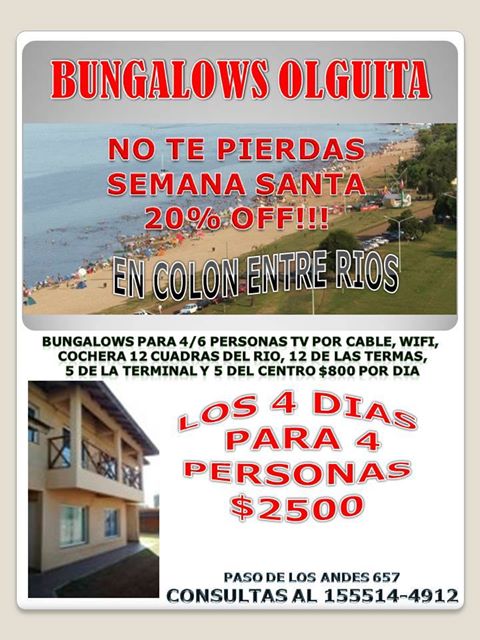 BUNGALOWS OLGUITA
NO TE PIERDAS
SEMANA SANTA
20% OFF!!!
EN COLON ENTRE RIOS
BUNGALOWS PARA 4/6 PERSONAS TV POR CABLE, WIFI,
COCHERA 12 CUADRAS DEL RIO, 12 DE LAS TERMAS,
5 DE LA TERMINAL Y 5 DEL CENTRO $800 POR DIA
LOS 4 DIAS
PARA 4
PERSONAS
$2500
PASO DE LOS ANDES 657
CONSULTAS AL 155514-4912